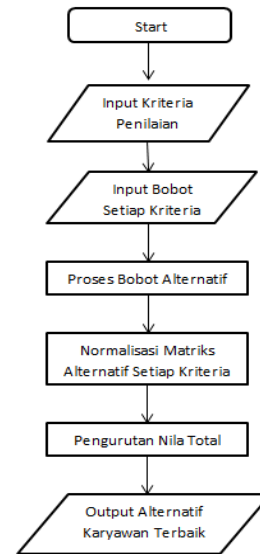 Start
Input Kriteria
Penilaian
Input Bobot
Setiap Kriteria
Proses Bobot Alternatif
Normalisasi Matriks
Alternatif Setiap Kriteria
Pengurutan Nila Total
Output Alternatif
Karyawan Terbaik